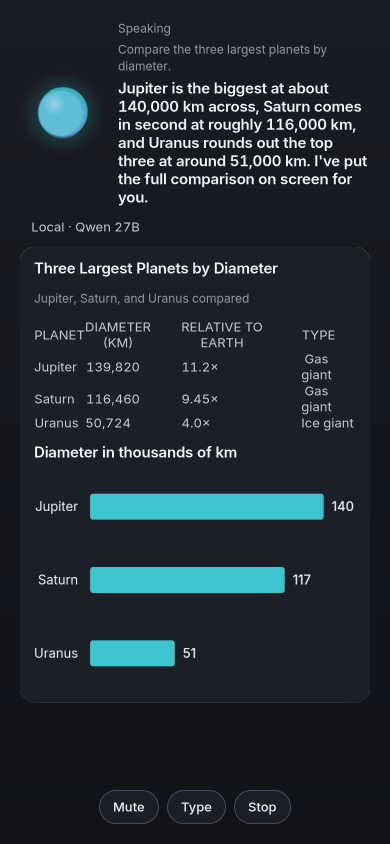 Speaking
Compare the three largest planets by
diameter.
Jupiter is the biggest at about
140,000 km across, Saturn comes
in second at roughly 116,000 km,
and Uranus rounds out the top
three at around 51,000 km. I've put
the full comparison on screen for
you.
Local · Qwen 27B
Three Largest Planets by Diameter
Jupiter, Saturn, and Uranus compared
PLANET DIAMETER (KM) RELATIVE TO EARTH TYPE
Jupiter 139,820 11.2× Gas giant
Saturn 116,460 9.45× Gas giant
Uranus 50,724 4.0× Ice giant
Diameter in thousands of km
Jupiter 140
Saturn 117
Uranus 51
Mute Type Stop